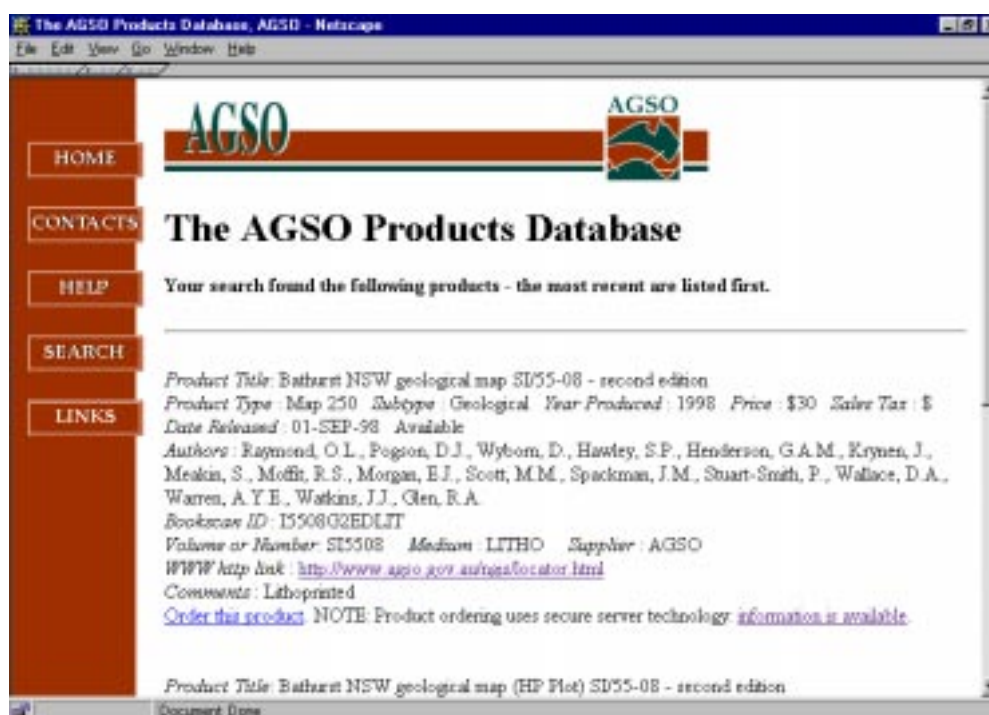 The AGSO Products Database, AGSO - Netscape
File Edit View Go Window Help
AGSO
AGSO
HOME
CONTACTS
The AGSO Products Database
HELP
Your search found the following products - the most recent are listed first.
SEARCH
LINKS
Product Title: Bathurst NSW geological map SI/55-08 - second edition
Product Type : Map 250 Subtype : Geological Year Produced : 1998 Price : $30 Sales Tax : $
Date Released : 01-SEP-98 Available
Authors : Raymond, O.L., Pogson, D.J., Wyborn, D., Hawley, S.P., Henderson, G.A.M., Krynen, J.,
Meakin, S., Moffit, R.S., Morgan, E.J., Scott, M.M., Spackman, J.M., Stuart-Smith, P., Wallace, D.A.,
Warren, A.Y.E., Watkins, J.J., Glen, R.A.
Bookscan ID : I5508G2EDLIT
Volume or Number: SI5508 Medium : LITHO Supplier : AGSO
WWW http link : http://www.agso.gov.au/ngis/locator.html
Comments : Lithoprinted
Order this product. NOTE: Product ordering uses secure server technology: information is available.
Product Title: Bathurst NSW geological map (HP Plot) SI/55-08 - second edition
Document: Done